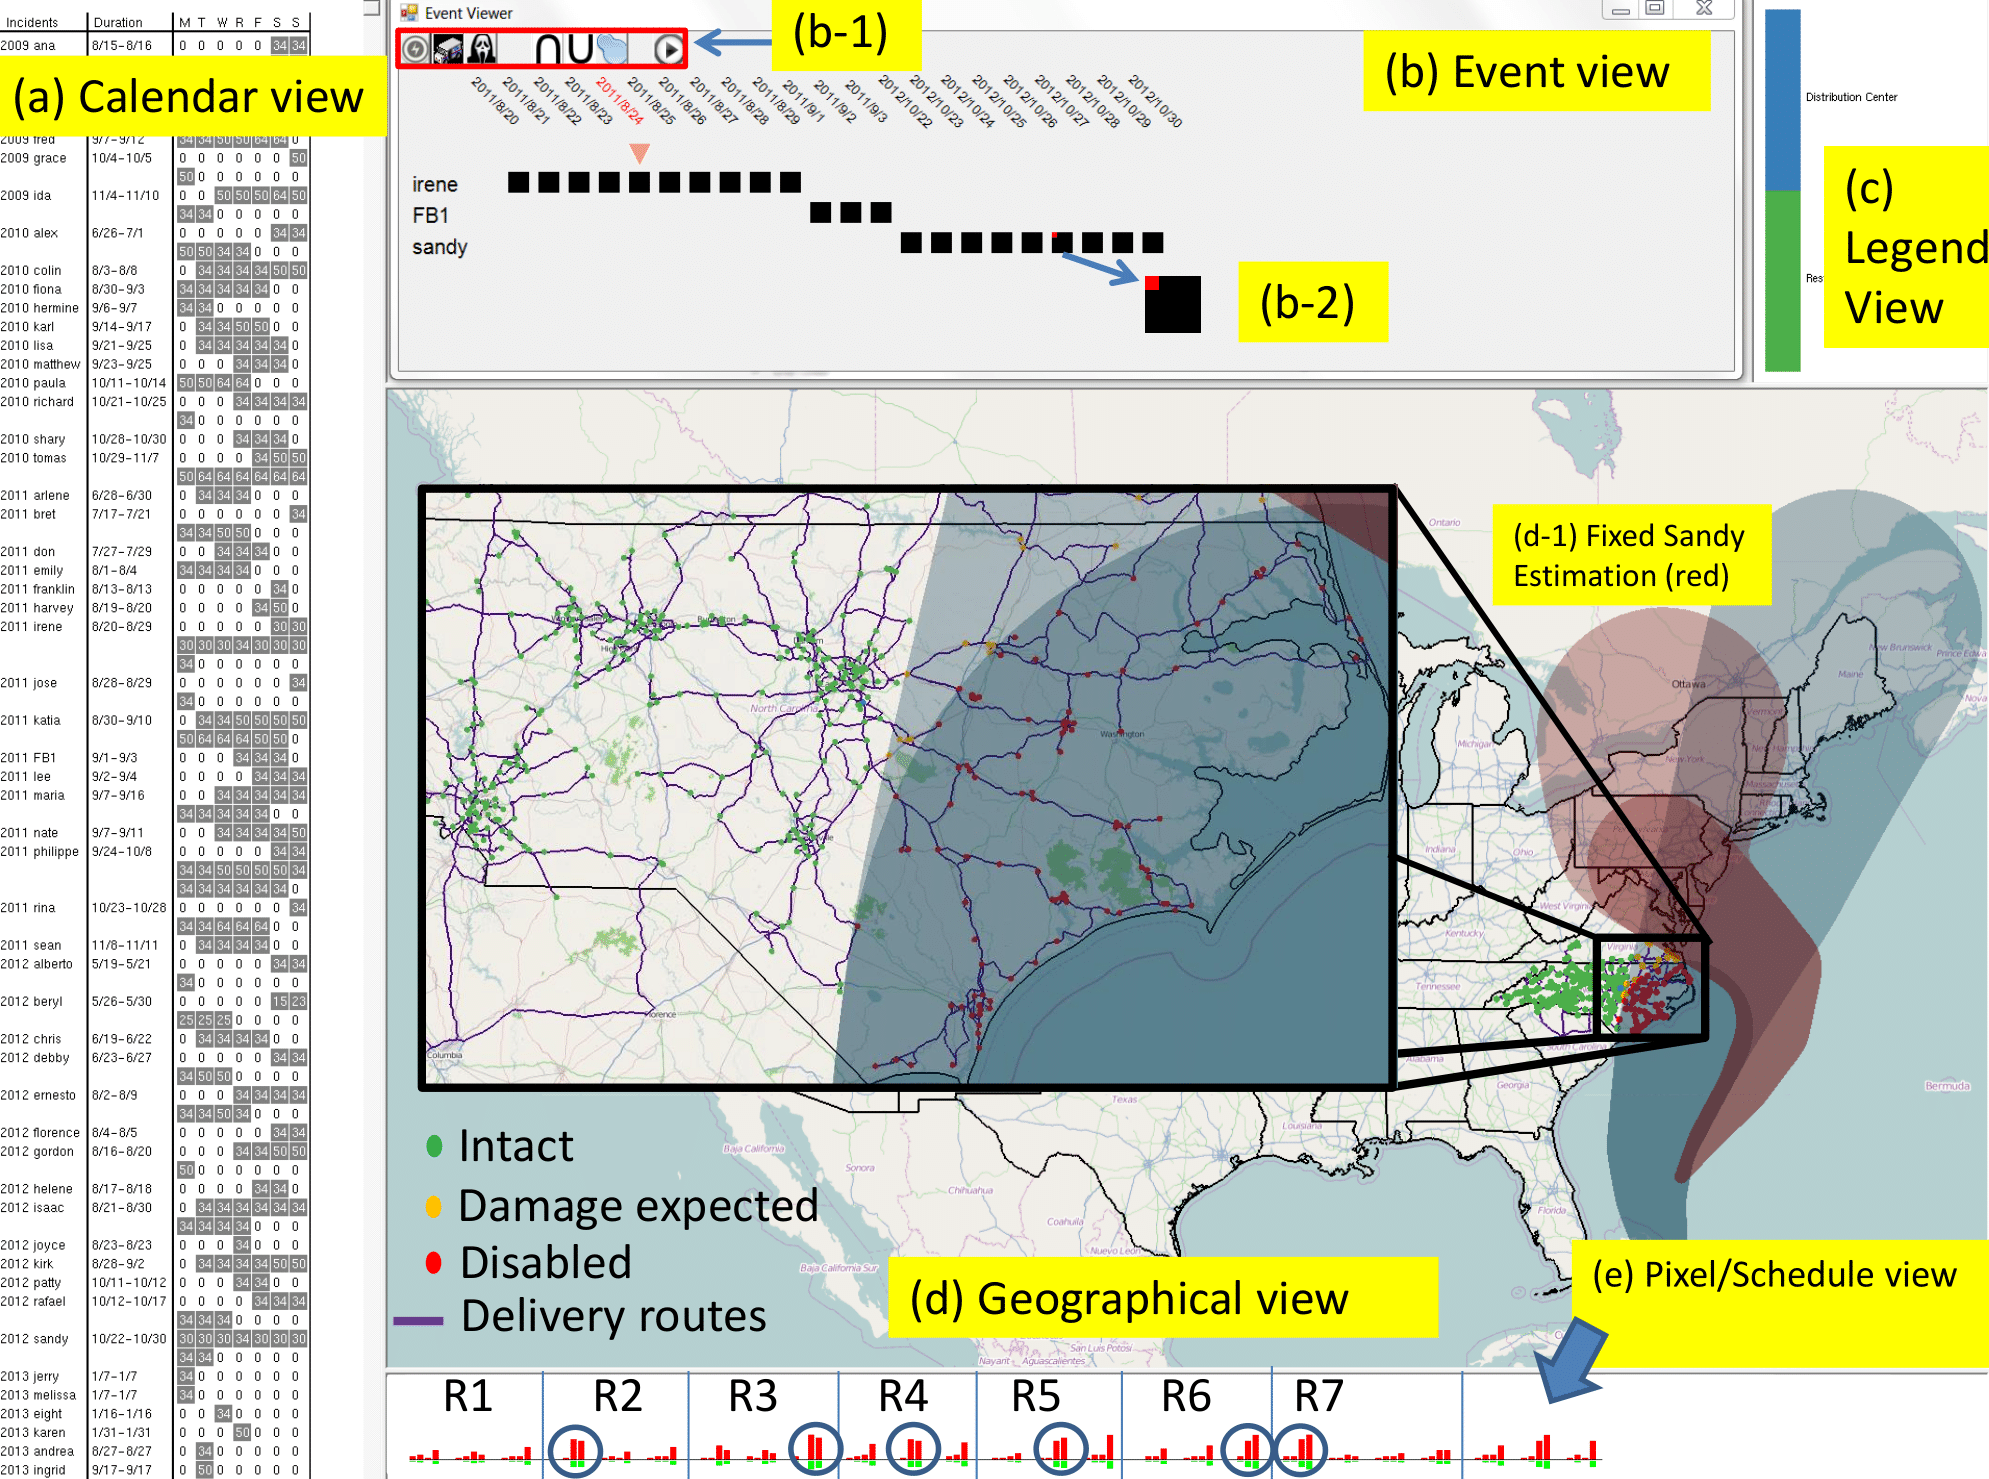 Incidents Duration M T W R F S S
2009 ana 8/15-8/16 0 0 0 0 0 34 34
(a) Calendar view
2009 fred 9/7-9/12 34 34 50 50 64 64 0
2009 grace 10/4-10/5 0 0 0 0 0 0 50
50 0 0 0 0 0 0
2009 ida 11/4-11/10 0 0 50 50 50 64 50
34 34 0 0 0 0 0
2010 alex 6/26-7/1 0 0 0 0 0 34 34
50 50 34 34 0 0 0
2010 colin 8/3-8/8 0 34 34 34 34 50 50
2010 fiona 8/30-9/3 34 34 34 34 34 0 0
2010 hermine 9/6-9/7 34 34 0 0 0 0 0
2010 karl 9/14-9/17 0 34 34 50 50 0 0
2010 lisa 9/21-9/25 0 34 34 34 34 34 0
2010 matthew 9/23-9/25 0 0 0 34 34 34 0
2010 paula 10/11-10/14 50 50 64 64 0 0 0
2010 richard 10/21-10/25 0 0 0 34 34 34 34
34 0 0 0 0 0 0
2010 shary 10/28-10/30 0 0 0 34 34 34 0
2010 tomas 10/29-11/7 0 0 0 0 34 50 50
50 64 64 64 64 64 64
2011 arlene 6/28-6/30 0 34 34 34 0 0 0
2011 bret 7/17-7/21 0 0 0 0 0 0 34
34 34 50 50 0 0 0
2011 don 7/27-7/29 0 0 34 34 34 0 0
2011 emily 8/1-8/4 34 34 34 34 0 0 0
2011 franklin 8/13-8/13 0 0 0 0 0 34 0
2011 harvey 8/19-8/20 0 0 0 0 34 50 0
2011 irene 8/20-8/29 0 0 0 0 0 30 30
30 30 30 34 30 30 30
34 0 0 0 0 0 0
2011 jose 8/28-8/29 0 0 0 0 0 0 34
34 0 0 0 0 0 0
2011 katia 8/30-9/10 0 34 34 50 50 50 50
50 64 64 64 50 50 0
2011 FB1 9/1-9/3 0 0 0 34 34 34 0
2011 lee 9/2-9/4 0 0 0 0 34 34 34
2011 maria 9/7-9/16 0 0 34 34 34 34 34
34 34 34 34 34 0 0
2011 nate 9/7-9/11 0 0 34 34 34 34 50
2011 philippe 9/24-10/8 0 0 0 0 0 34 34
34 34 50 50 50 50 34
34 34 34 34 34 34 0
2011 rina 10/23-10/28 0 0 0 0 0 0 34
34 34 64 64 64 0 0
2011 sean 11/8-11/11 0 34 34 34 34 0 0
2012 alberto 5/19-5/21 0 0 0 0 0 34 34
34 0 0 0 0 0 0
2012 beryl 5/26-5/30 0 0 0 0 0 15 23
25 25 25 0 0 0 0
2012 chris 6/19-6/22 0 34 34 34 34 0 0
2012 debby 6/23-6/27 0 0 0 0 0 34 34
34 50 50 0 0 0 0
2012 ernesto 8/2-8/9 0 0 0 34 34 34 34
34 34 50 34 0 0 0
2012 florence 8/4-8/5 0 0 0 0 0 34 34
2012 gordon 8/16-8/20 0 0 0 34 34 50 50
50 0 0 0 0 0 0
2012 helene 8/17-8/18 0 0 0 0 34 34 0
2012 isaac 8/21-8/30 0 34 34 34 34 34 34
34 34 34 34 0 0 0
2012 joyce 8/23-8/23 0 0 0 34 0 0 0
2012 kirk 8/28-9/2 0 34 34 34 34 50 50
2012 patty 10/11-10/12 0 0 0 34 34 0 0
2012 rafael 10/12-10/17 0 0 0 0 34 34 34
34 34 34 0 0 0 0
2012 sandy 10/22-10/30 30 30 30 34 30 30 30
34 34 0 0 0 0 0
2013 jerry 1/7-1/7 34 0 0 0 0 0 0
2013 melissa 1/7-1/7 34 0 0 0 0 0 0
2013 eight 1/16-1/16 0 0 34 0 0 0 0
2013 karen 1/31-1/31 0 0 0 50 0 0 0
2013 andrea 8/27-8/27 0 34 0 0 0 0 0
2013 ingrid 9/17-9/17 0 50 0 0 0 0 0
Event Viewer
(b-1)
(b) Event view
2011/8/20 2011/8/21 2011/8/22 2011/8/23 2011/8/24 2011/8/25 2011/8/26 2011/8/27 2011/8/28 2011/8/29 2011/9/1 2011/9/2 2011/9/3 2012/10/22 2012/10/23 2012/10/24 2012/10/25 2012/10/26 2012/10/27 2012/10/28 2012/10/29 2012/10/30
irene
FB1
sandy
(b-2)
Distribution Center
Res
(c)
Legend
View
(d-1) Fixed Sandy
Estimation (red)
Ontario
Ottawa
New Brunswick
Prince Edwa
Maine
Nova
Vermont
New Hampshire
New York
Massachusetts
Michigan
Pennsylvania
Indiana
Ohio
West Virginia
Kentucky
Virginia
Tennessee
South Carolina
Alabama
Georgia
Bermuda
Texas
Louisiana
Florida
North Carolina
Washington
Columbia
Florence
Baja California
Sonora
Chihuahua
Coahuila
Nuevo León
Baja California Sur
San Luis Potosí
Nayarit
Aguascalientes
Intact
Damage expected
Disabled
Delivery routes
(d) Geographical view
(e) Pixel/Schedule view
R1 R2 R3 R4 R5 R6 R7